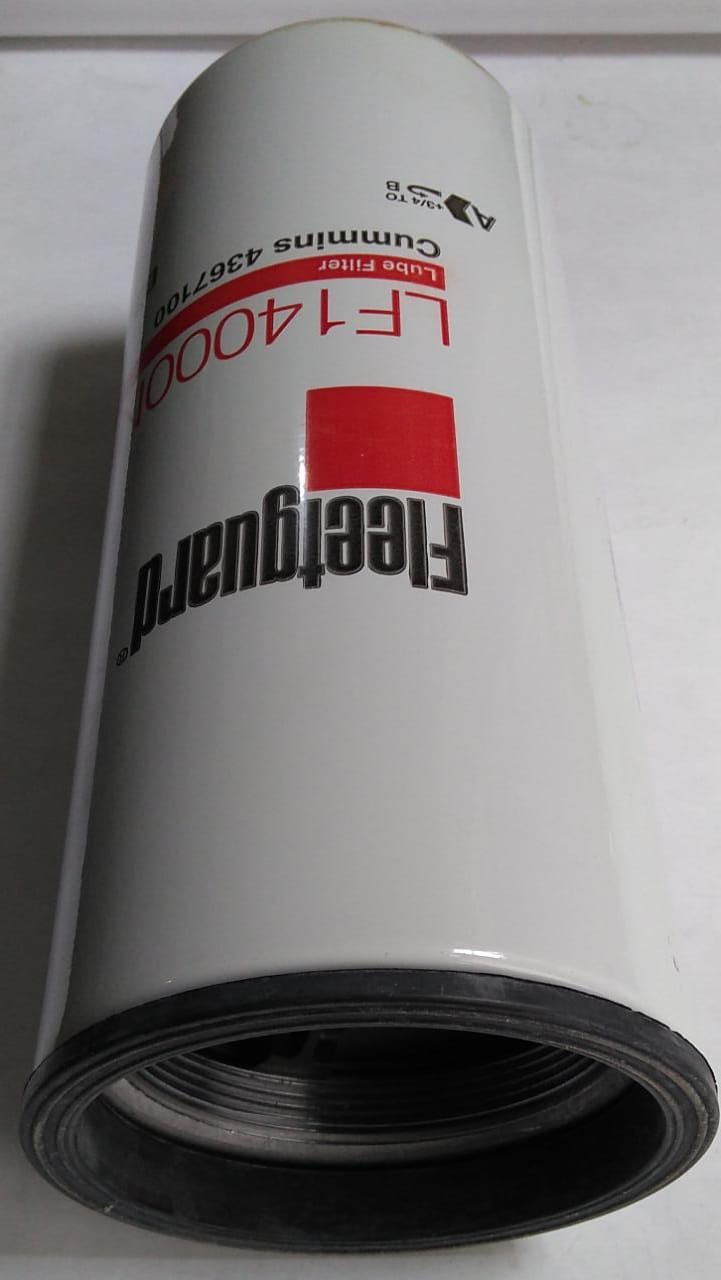 Fleetguard®
LF14000
Lube Filter
Cummins 4367100
A +3/4 TO B